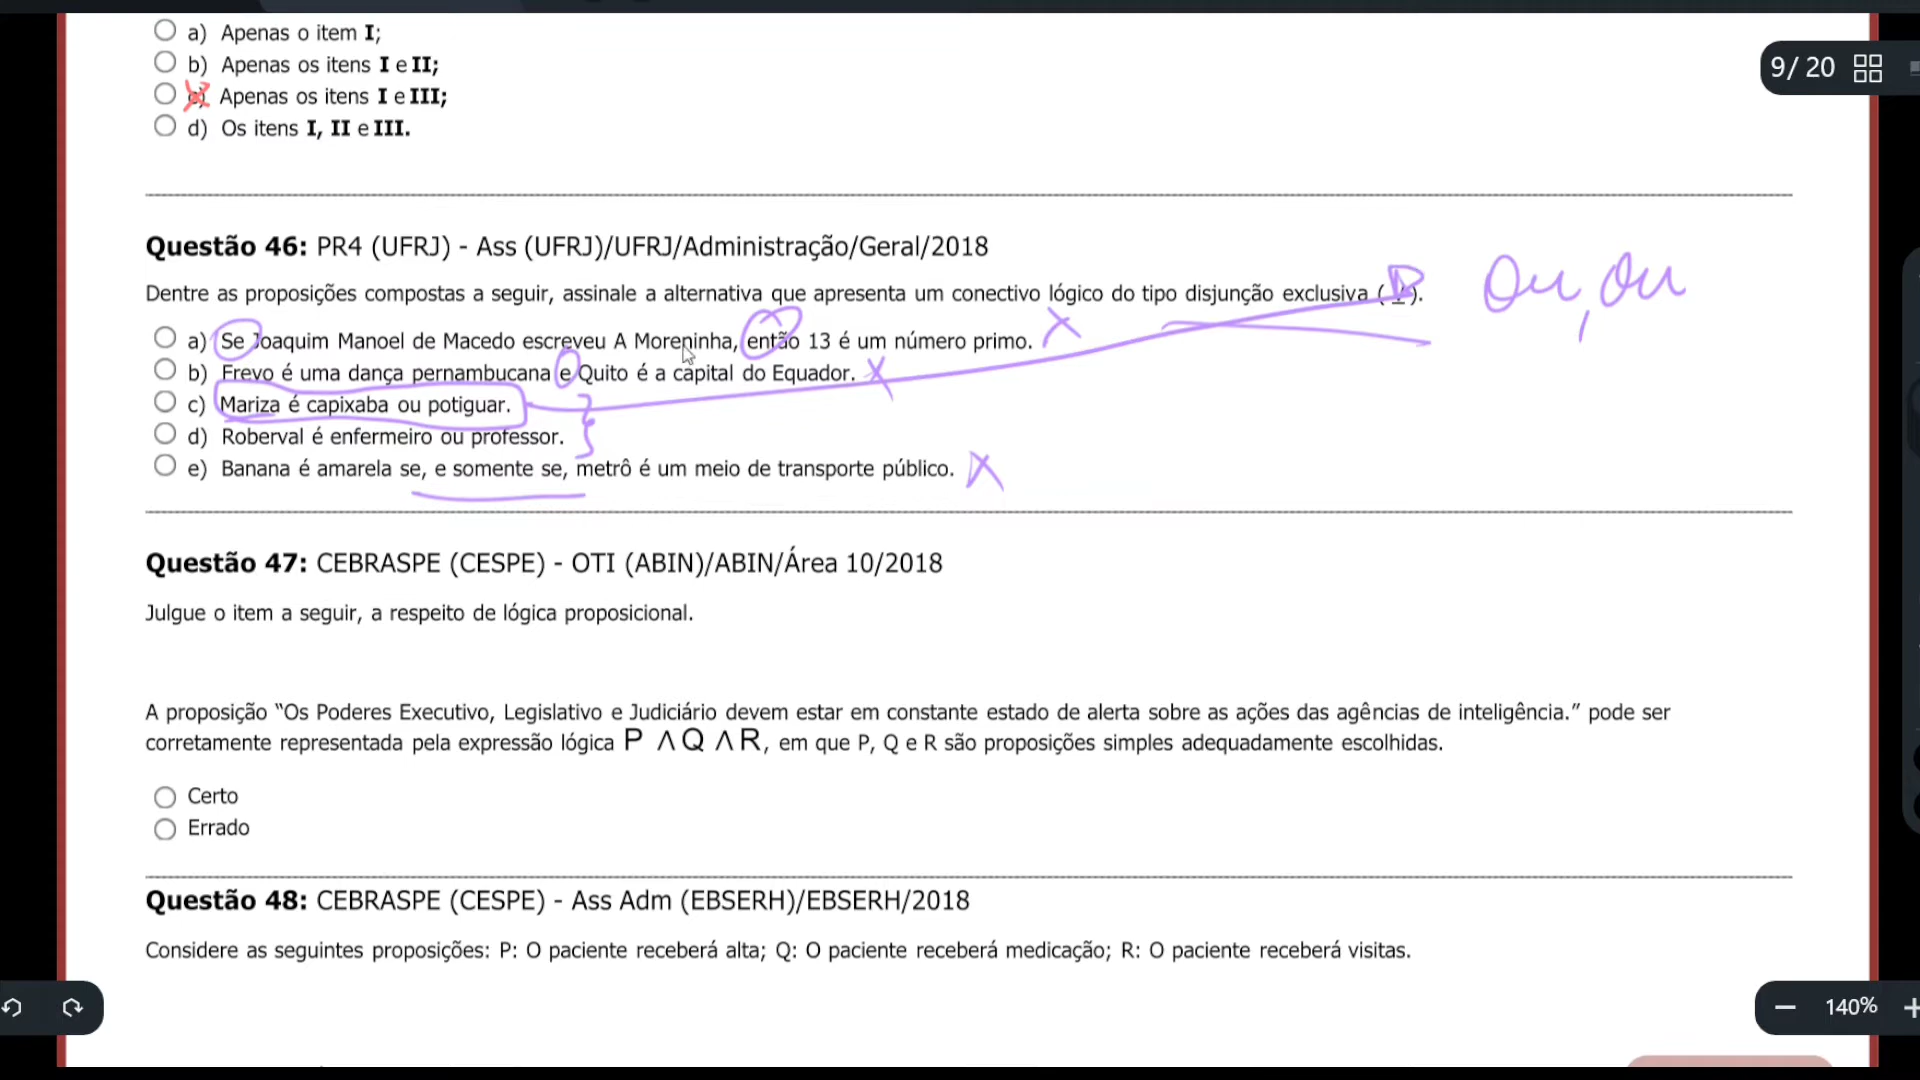 a) Apenas o item I;
b) Apenas os itens I e II;
Apenas os itens I e III;
d) Os itens I, II e III.
9/ 20
Questão 46: PR4 (UFRJ) - Ass (UFRJ)/UFRJ/Administração/Geral/2018
Dentre as proposições compostas a seguir, assinale a alternativa que apresenta um conectivo lógico do tipo disjunção exclusiva (⊻).
Ou, Ou
a) Se Joaquim Manoel de Macedo escreveu A Moreninha, então 13 é um número primo. X
b) Frevo é uma dança pernambucana e Quito é a capital do Equador. X
c) Mariza é capixaba ou potiguar.
d) Roberval é enfermeiro ou professor.
e) Banana é amarela se, e somente se, metrô é um meio de transporte público. X
Questão 47: CEBRASPE (CESPE) - OTI (ABIN)/ABIN/Área 10/2018
Julgue o item a seguir, a respeito de lógica proposicional.
A proposição “Os Poderes Executivo, Legislativo e Judiciário devem estar em constante estado de alerta sobre as ações das agências de inteligência.” pode ser
corretamente representada pela expressão lógica P ∧Q ∧R, em que P, Q e R são proposições simples adequadamente escolhidas.
Certo
Errado
Questão 48: CEBRASPE (CESPE) - Ass Adm (EBSERH)/EBSERH/2018
Considere as seguintes proposições: P: O paciente receberá alta; Q: O paciente receberá medicação; R: O paciente receberá visitas.
140%